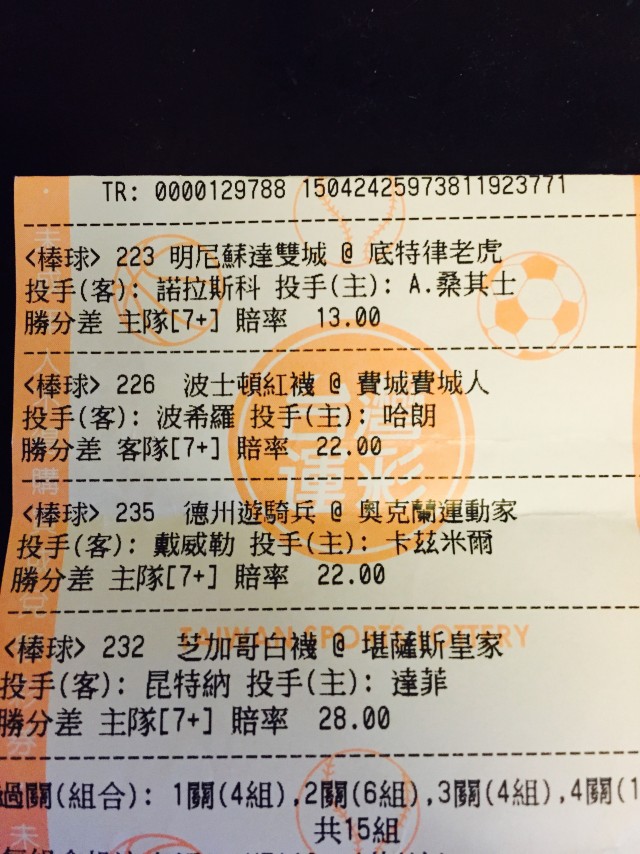 TR: 0000129788 15042425973811923771
<棒球> 223 明尼蘇達雙城 @ 底特律老虎
投手(客): 諾拉斯科 投手(主): A.桑其士
勝分差 主隊[7+] 賠率 13.00
<棒球> 226 波士頓紅襪 @ 費城費城人
投手(客): 波希羅 投手(主): 哈朗
勝分差 客隊[7+] 賠率 22.00
台灣
運彩
<棒球> 235 德州遊騎兵 @ 奧克蘭運動家
投手(客): 戴威勒 投手(主): 卡茲米爾
勝分差 主隊[7+] 賠率 22.00
TAIWAN SPORTS LOTTERY
<棒球> 232 芝加哥白襪 @ 堪薩斯皇家
投手(客): 昆特納 投手(主): 達菲
勝分差 主隊[7+] 賠率 28.00
過關(組合): 1關(4組),2關(6組),3關(4組),4關(1
共15組